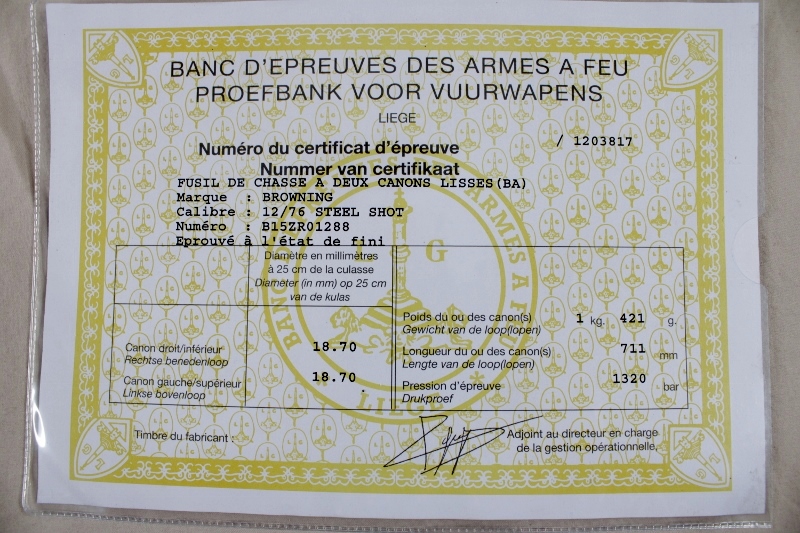 BANC D'EPREUVES DES ARMES A FEU
PROEFBANK VOOR VUURWAPENS
LIEGE
Numéro du certificat d'épreuve / 1203817
Nummer van certifikaat
FUSIL DE CHASSE A DEUX CANONS LISSES(BA)
Marque : BROWNING
Calibre : 12/76 STEEL SHOT
Numéro : B15ZR01288
Eprouvé à l'état de fini
Diamètre en millimètres
à 25 cm de la culasse
Diameter (in mm) op 25 cm
van de kulas
Canon droit/inférieur 18.70
Rechtse benedenloop
Canon gauche/supérieur 18.70
Linkse bovenloop
Poids du ou des canon(s) 1 kg. 421 g.
Gewicht van de loop(lopen)
Longueur du ou des canon(s) 711 mm
Lengte van de loop(lopen)
Pression d'épreuve 1320 bar
Drukproef
Timbre du fabricant :
Adjoint au directeur en charge
de la gestion opérationnelle,